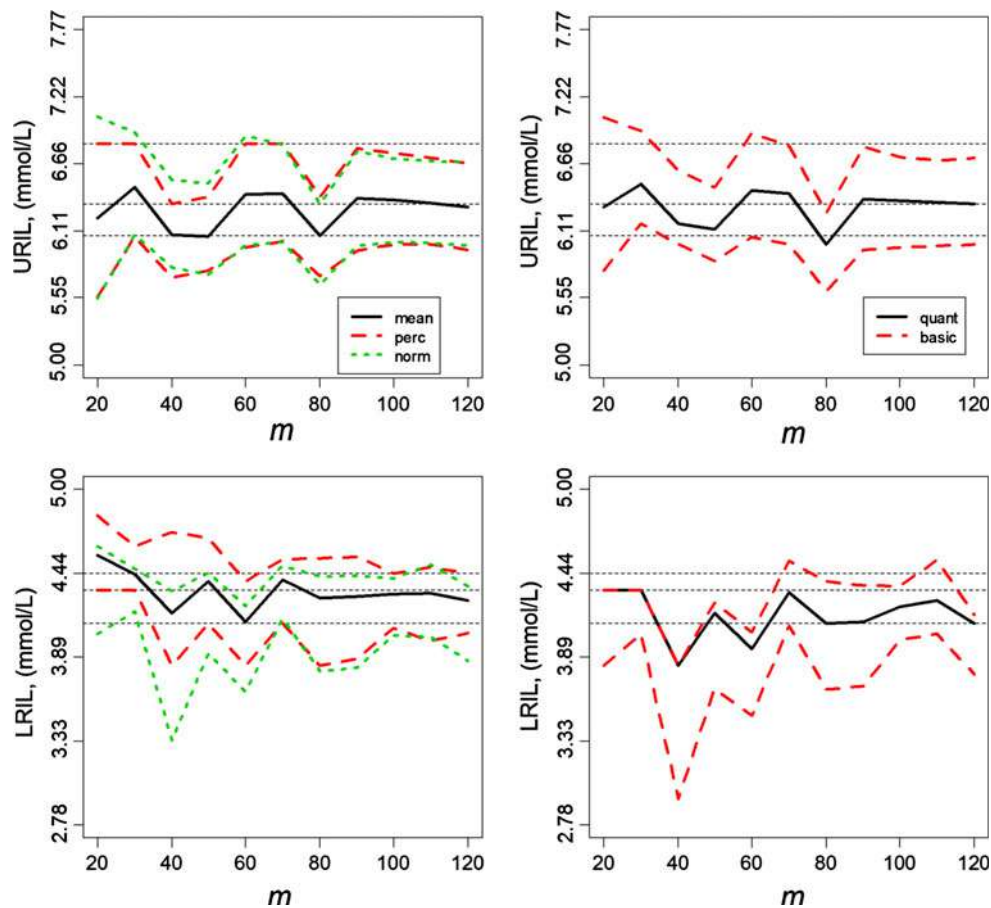 URIL, (mmol/L)
7.77
7.22
6.66
6.11
5.55
5.00
mean
perc
norm
20 40 60 80 100 120
m
URIL, (mmol/L)
7.77
7.22
6.66
6.11
5.55
5.00
quant
basic
20 40 60 80 100 120
m
LRIL, (mmol/L)
5.00
4.44
3.89
3.33
2.78
20 40 60 80 100 120
m
LRIL, (mmol/L)
5.00
4.44
3.89
3.33
2.78
20 40 60 80 100 120
m